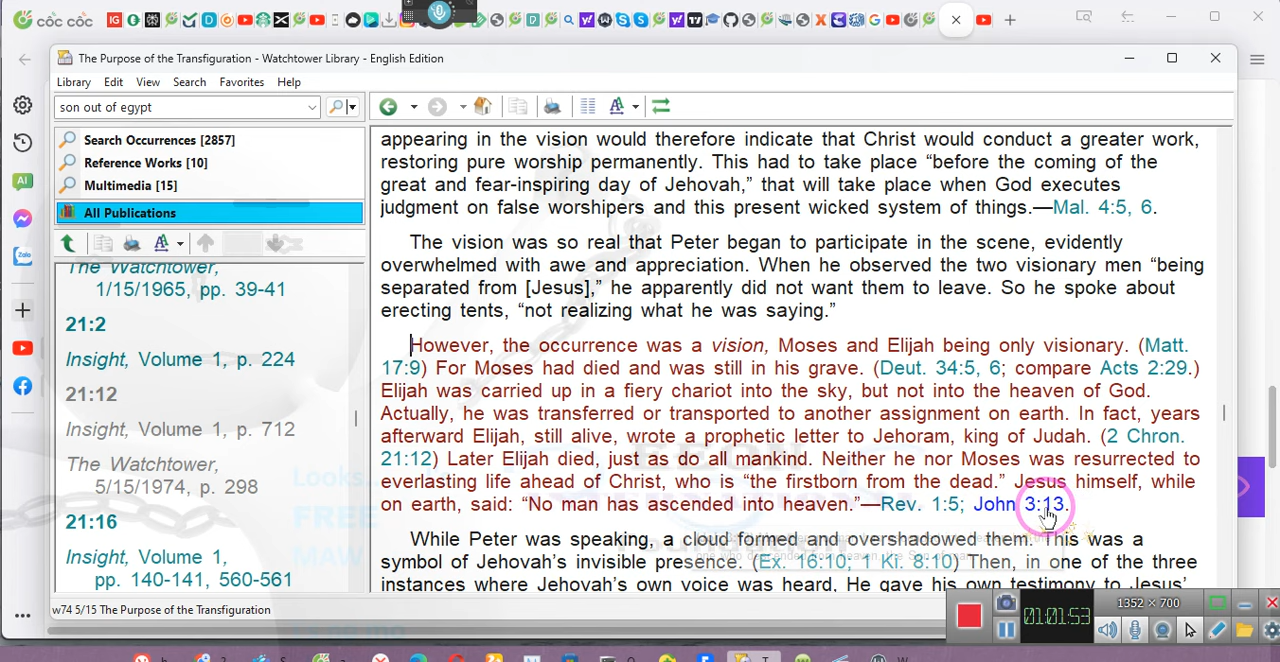 cốc cốc
The Purpose of the Transfiguration - Watchtower Library - English Edition
Library Edit View Search Favorites Help
son out of egypt
Search Occurrences [2857]
Reference Works [10]
Multimedia [15]
All Publications
The Watchtower,
1/15/1965, pp. 39-41
21:2
Insight, Volume 1, p. 224
21:12
Insight, Volume 1, p. 712
The Watchtower,
5/15/1974, p. 298
21:16
Insight, Volume 1,
pp. 140-141, 560-561
appearing in the vision would therefore indicate that Christ would conduct a greater work,
restoring pure worship permanently. This had to take place “before the coming of the
great and fear-inspiring day of Jehovah,” that will take place when God executes
judgment on false worshipers and this present wicked system of things.—Mal. 4:5, 6.
The vision was so real that Peter began to participate in the scene, evidently
overwhelmed with awe and appreciation. When he observed the two visionary men “being
separated from [Jesus],” he apparently did not want them to leave. So he spoke about
erecting tents, “not realizing what he was saying.”
However, the occurrence was a vision, Moses and Elijah being only visionary. (Matt.
17:9) For Moses had died and was still in his grave. (Deut. 34:5, 6; compare Acts 2:29.)
Elijah was carried up in a fiery chariot into the sky, but not into the heaven of God.
Actually, he was transferred or transported to another assignment on earth. In fact, years
afterward Elijah, still alive, wrote a prophetic letter to Jehoram, king of Judah. (2 Chron.
21:12) Later Elijah died, just as do all mankind. Neither he nor Moses was resurrected to
everlasting life ahead of Christ, who is “the firstborn from the dead.” Jesus himself, while
on earth, said: “No man has ascended into heaven.”—Rev. 1:5; John 3:13.
While Peter was speaking, a cloud formed and overshadowed them. This was a
symbol of Jehovah’s invisible presence. (Ex. 16:10; 1 Ki. 8:10) Then, in one of the three
instances where Jehovah’s own voice was heard, He gave his own testimony to Jesus’
w74 5/15 The Purpose of the Transfiguration
AI
Zalo
Looks...
FREE
MAW
1352 × 700
01:01:53